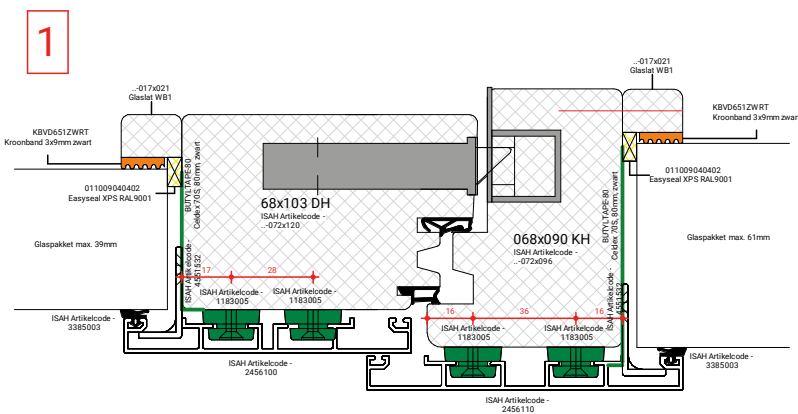 1
..-017x021
Glaslat WB1
KBVD651ZWRT
Kroonband 3x9mm zwart
011009040402
Easyseal XPS RAL9001
Glaspakket max. 39mm
BUTYLTAPE-80
Celdex 70S, 80mm, zwart
ISAH Artikelcode -
4551532
68x103 DH
ISAH Artikelcode -
..-072x120
17
28
ISAH Artikelcode -
1183005
ISAH Artikelcode -
1183005
ISAH Artikelcode -
3385003
ISAH Artikelcode -
2456100
..-017x021
Glaslat WB1
KBVD651ZWRT
Kroonband 3x9mm zwart
011009040402
Easyseal XPS RAL9001
Glaspakket max. 61mm
BUTYLTAPE-80
Celdex 70S, 80mm, zwart
ISAH Artikelcode -
4551532
068x090 KH
ISAH Artikelcode -
..-072x096
16
36
16
ISAH Artikelcode -
1183005
ISAH Artikelcode -
1183005
ISAH Artikelcode -
3385003
ISAH Artikelcode -
2456110